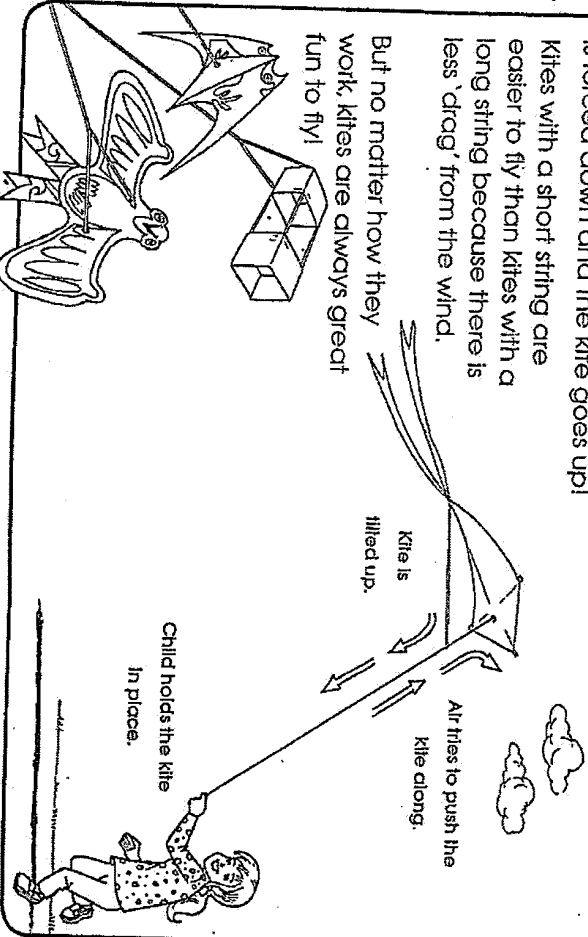 is forced down and the kite goes up!
Kites with a short string are
easier to fly than kites with a
long string because there is
less 'drag' from the wind.
But no matter how they
work, kites are always great
fun to fly!
Kite is
tilted up.
Air tries to push the
kite along.
Child holds the kite
in place.